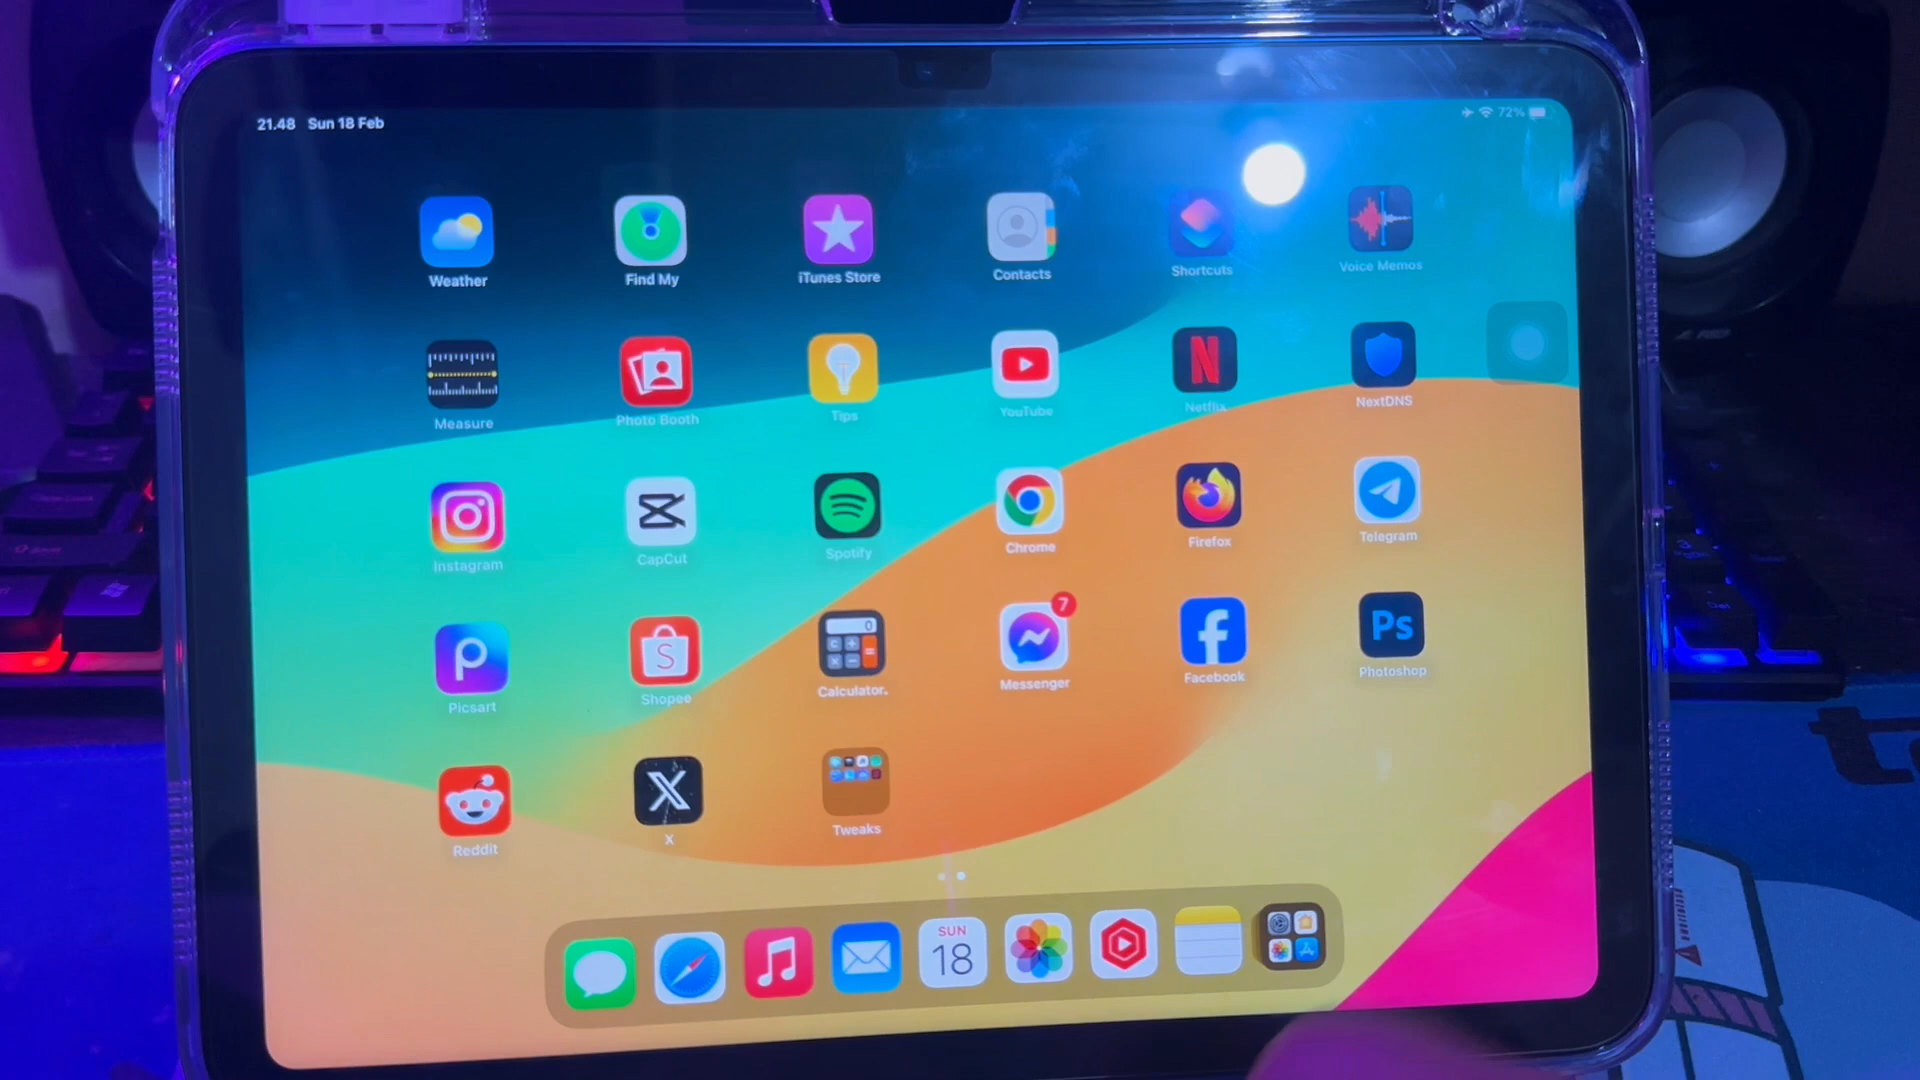 21.48 Sun 18 Feb
72%
Weather
Find My
iTunes Store
Contacts
Shortcuts
Voice Memos
Measure
Photo Booth
Tips
YouTube
Netflix
NextDNS
Instagram
CapCut
Spotify
Chrome
Firefox
Telegram
7
Ps
Picsart
Shopee
Calculator.
Messenger
Facebook
Photoshop
Reddit
X
Tweaks
SUN
18
Del